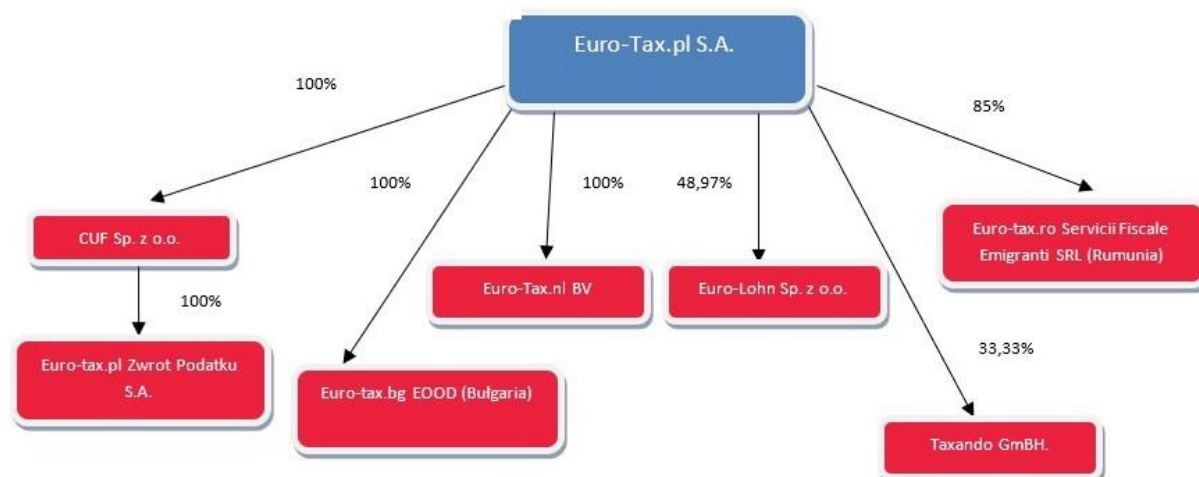 Euro-Tax.pl S.A.
100%
85%
100%
100%
48,97%
CUF Sp. z o.o.
Euro-tax.ro Servicii Fiscale
Emigranti SRL (Rumunia)
Euro-Tax.nl BV
Euro-Lohn Sp. z o.o.
100%
33,33%
Euro-tax.pl Zwrot Podatku
S.A.
Euro-tax.bg EOOD (Bułgaria)
Taxando GmBH.